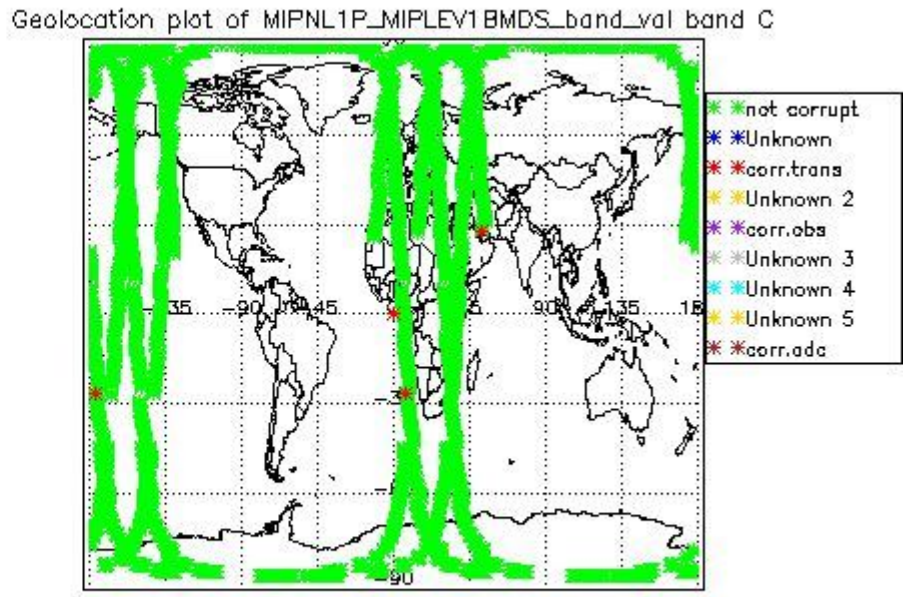 Geolocation plot of MIPNL1P_MIPLEV1BMDS_band_val band C
not corrupt
Unknown
corr.trans
Unknown 2
corr.obs
Unknown 3
Unknown 4
Unknown 5
corr.adc
-90
-45
90
135
-90